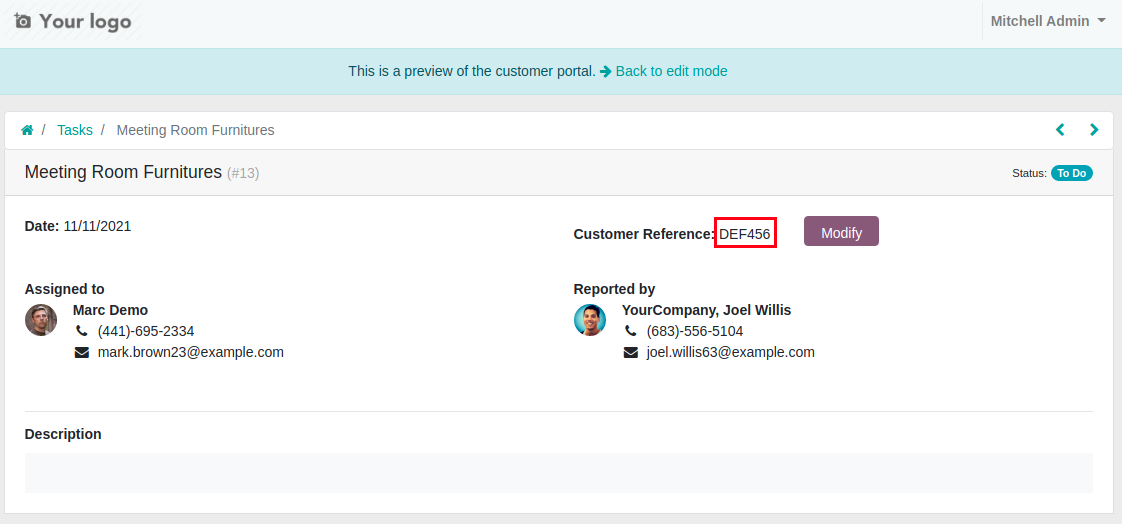 Your logo
Mitchell Admin
This is a preview of the customer portal. Back to edit mode
/ Tasks / Meeting Room Furnitures
Meeting Room Furnitures (#13)
Status: To Do
Date: 11/11/2021
Customer Reference: DEF456
Modify
Assigned to
Marc Demo
(441)-695-2334
mark.brown23@example.com
Reported by
YourCompany, Joel Willis
(683)-556-5104
joel.willis63@example.com
Description